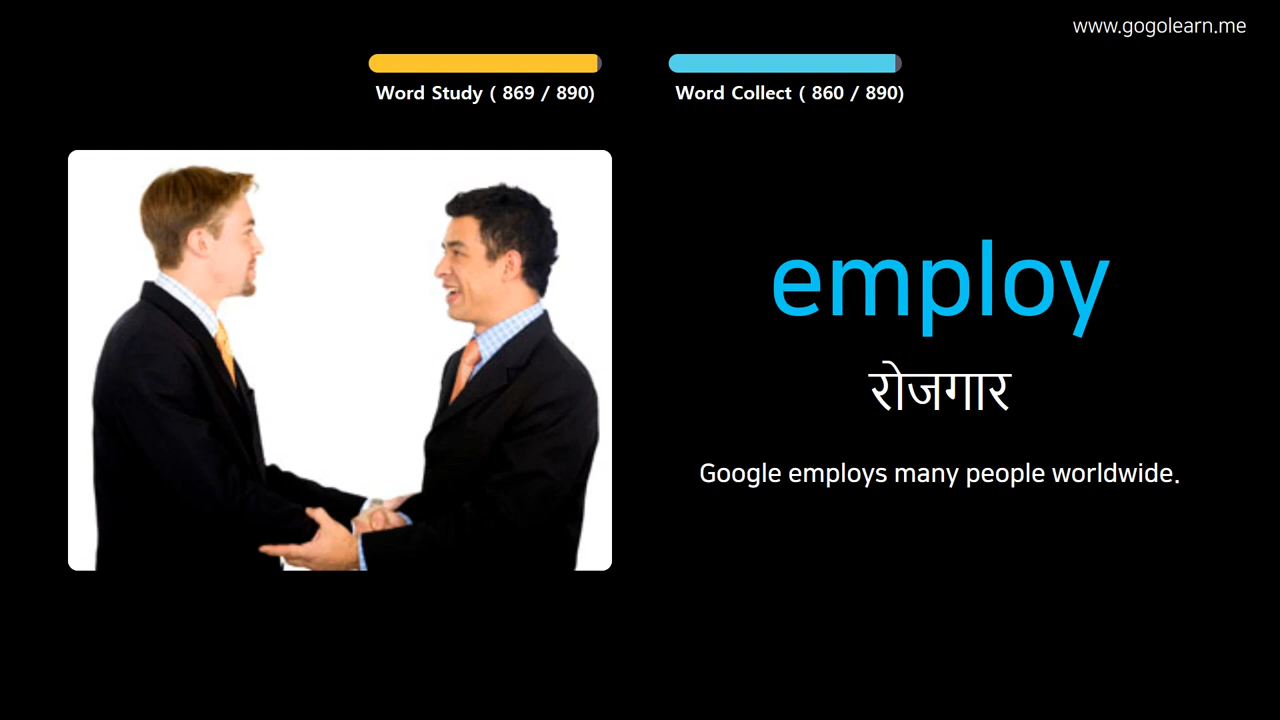 www.gogolearn.me
Word Study ( 869 / 890)
Word Collect ( 860 / 890)
employ
रोजगार
Google employs many people worldwide.